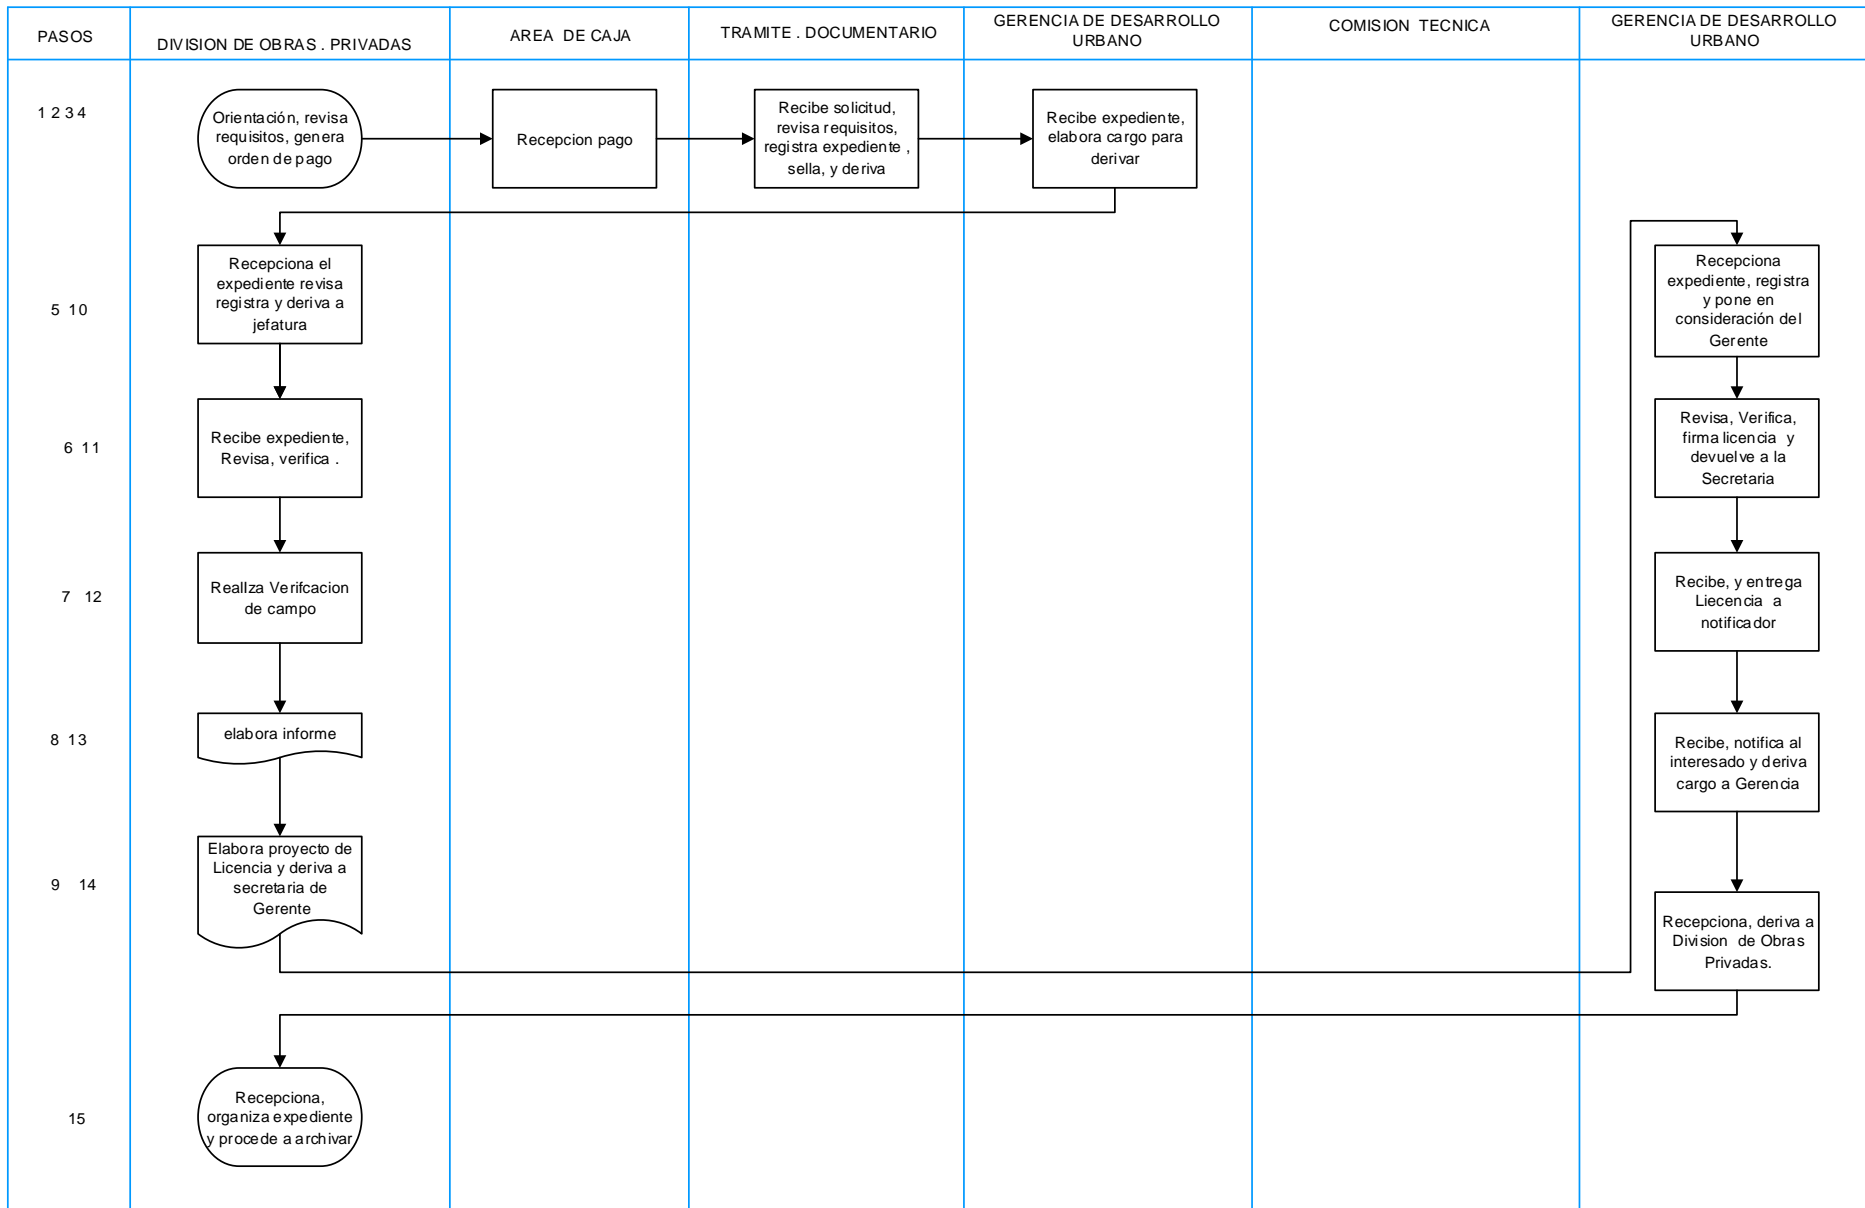 PASOS
DIVISION DE OBRAS . PRIVADAS
AREA DE CAJA
TRAMITE . DOCUMENTARIO
GERENCIA DE DESARROLLO
URBANO
COMISION TECNICA
GERENCIA DE DESARROLLO
URBANO
1 2 3 4
Orientación, revisa
requisitos, genera
orden de pago
Recepcion pago
Recibe solicitud,
revisa requisitos,
registra expediente ,
sella, y deriva
Recibe expediente,
elabora cargo para
derivar
5 10
Recepciona el
expediente revisa
registra y deriva a
jefatura
Recepciona
expediente, registra
y pone en
consideración del
Gerente
6 11
Recibe expediente,
Revisa, verifica .
Revisa, Verifica,
firma licencia y
devuelve a la
Secretaria
7 12
RealIza Verifcacion
de campo
Recibe, y entrega
Liecencia a
notificador
8 13
elabora informe
Recibe, notifica al
interesado y deriva
cargo a Gerencia
9 14
Elabora proyecto de
Licencia y deriva a
secretaria de
Gerente
Recepciona, deriva a
Division de Obras
Privadas.
15
Recepciona,
organiza expediente
y procede a archivar